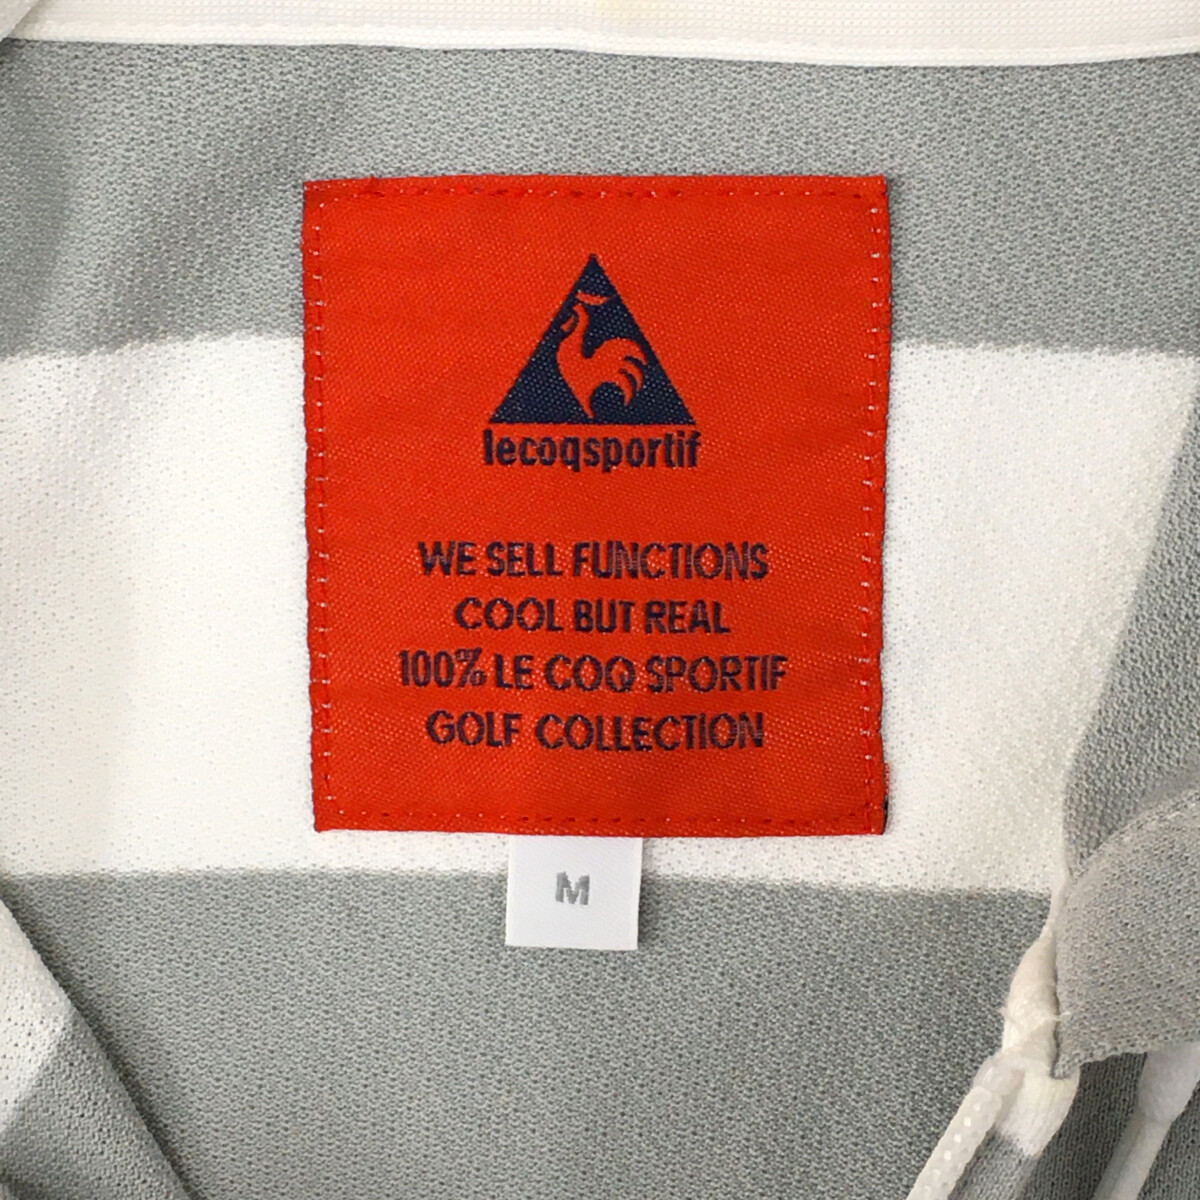 lecoqsportif
WE SELL FUNCTIONS
COOL BUT REAL
100% LE COQ SPORTIF
GOLF COLLECTION
M